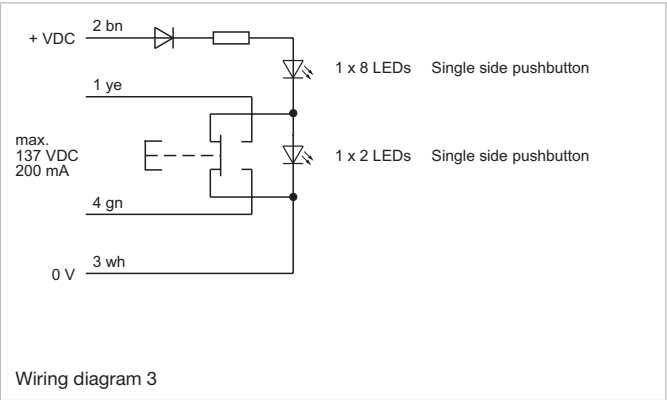 2 bn
+ VDC
1 x 8 LEDs Single side pushbutton
1 ye
max.
137 VDC
200 mA
1 x 2 LEDs Single side pushbutton
4 gn
3 wh
0 V
Wiring diagram 3